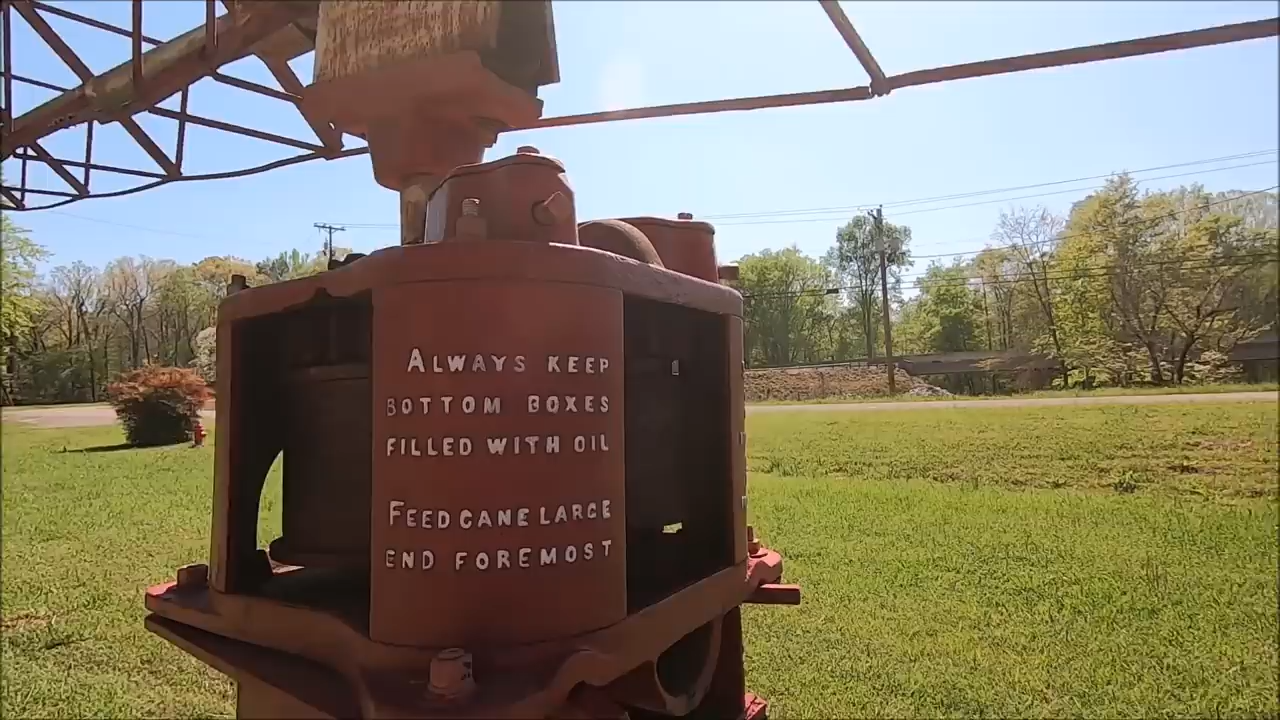 ALWAYS KEEP
BOTTOM BOXES
FILLED WITH OIL
FEED CANE LARGE
END FOREMOST